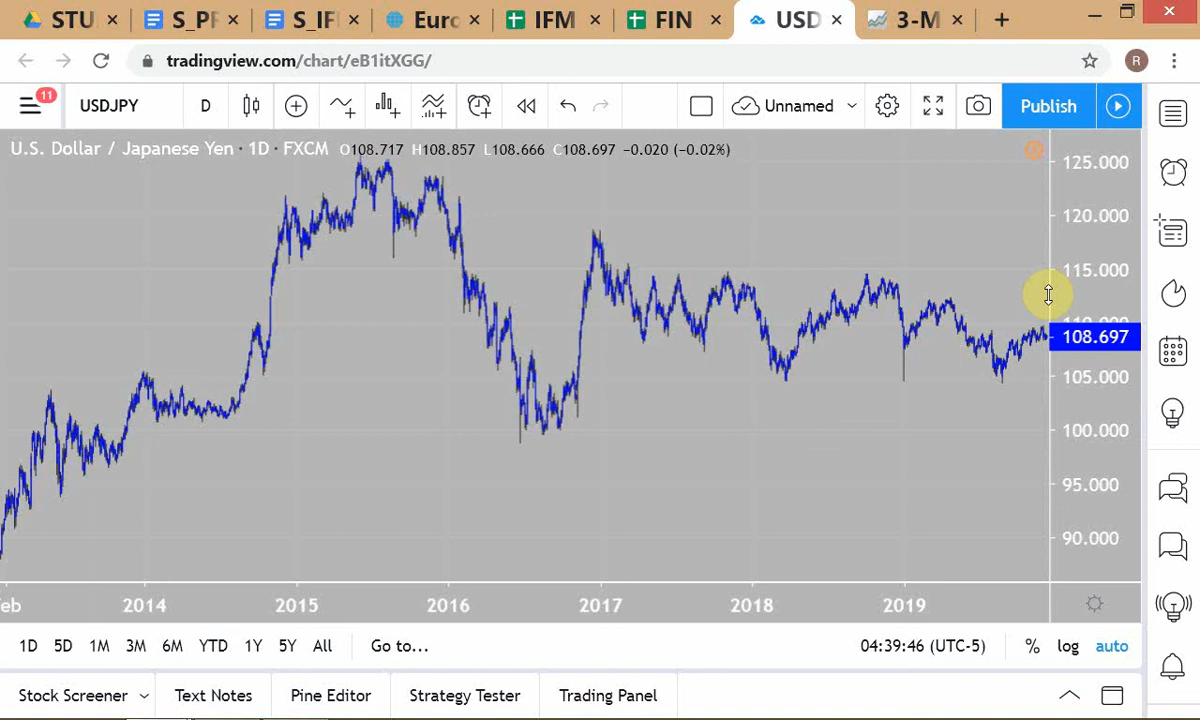 STU S_PF S_IF Euro IFM FIN USD 3-M
tradingview.com/chart/eB1itXGG/ R
11 USDJPY D Unnamed Publish
U.S. Dollar / Japanese Yen · 1D · FXCM O108.717 H108.857 L108.666 C108.697 −0.020 (−0.02%)
125.000
120.000
115.000
110.000
108.697
105.000
100.000
95.000
90.000
eb 2014 2015 2016 2017 2018 2019
1D 5D 1M 3M 6M YTD 1Y 5Y All Go to... 04:39:46 (UTC-5) % log auto
Stock Screener Text Notes Pine Editor Strategy Tester Trading Panel